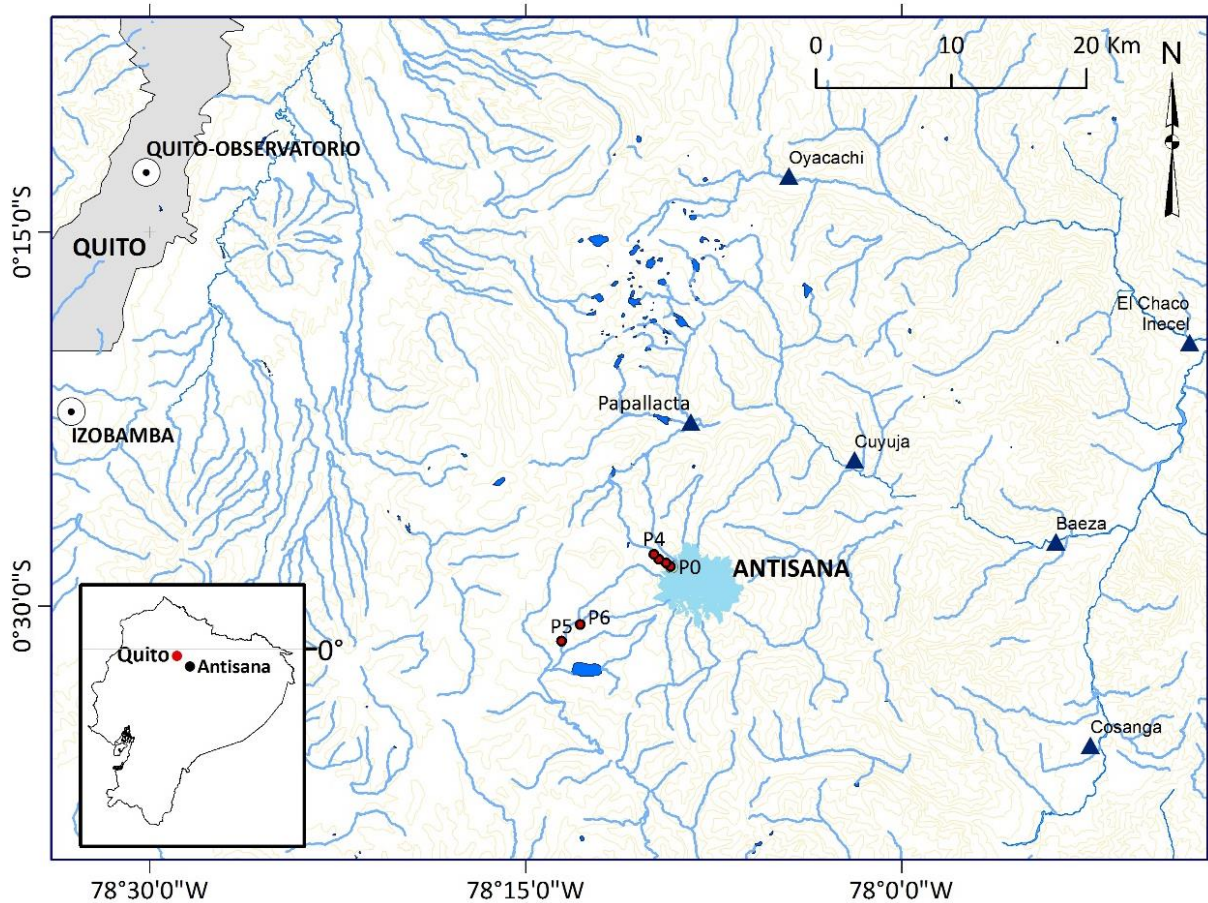 0 10 20 Km
N
QUITO-OBSERVATORIO
Oyacachi
0°15'0"S
QUITO
El Chaco
Inecel
Papallacta
IZOBAMBA
Cuyuja
Baeza
P4
P0
ANTISANA
0°30'0"S
P6
P5
0°
Quito
Antisana
Cosanga
78°30'0"W 78°15'0"W 78°0'0"W